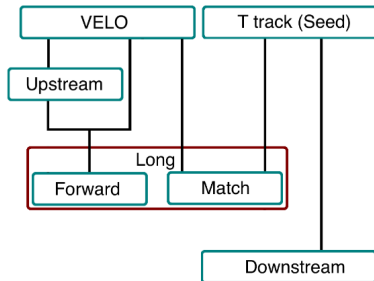 VELO
T track (Seed)
Upstream
Long
Forward
Match
Downstream